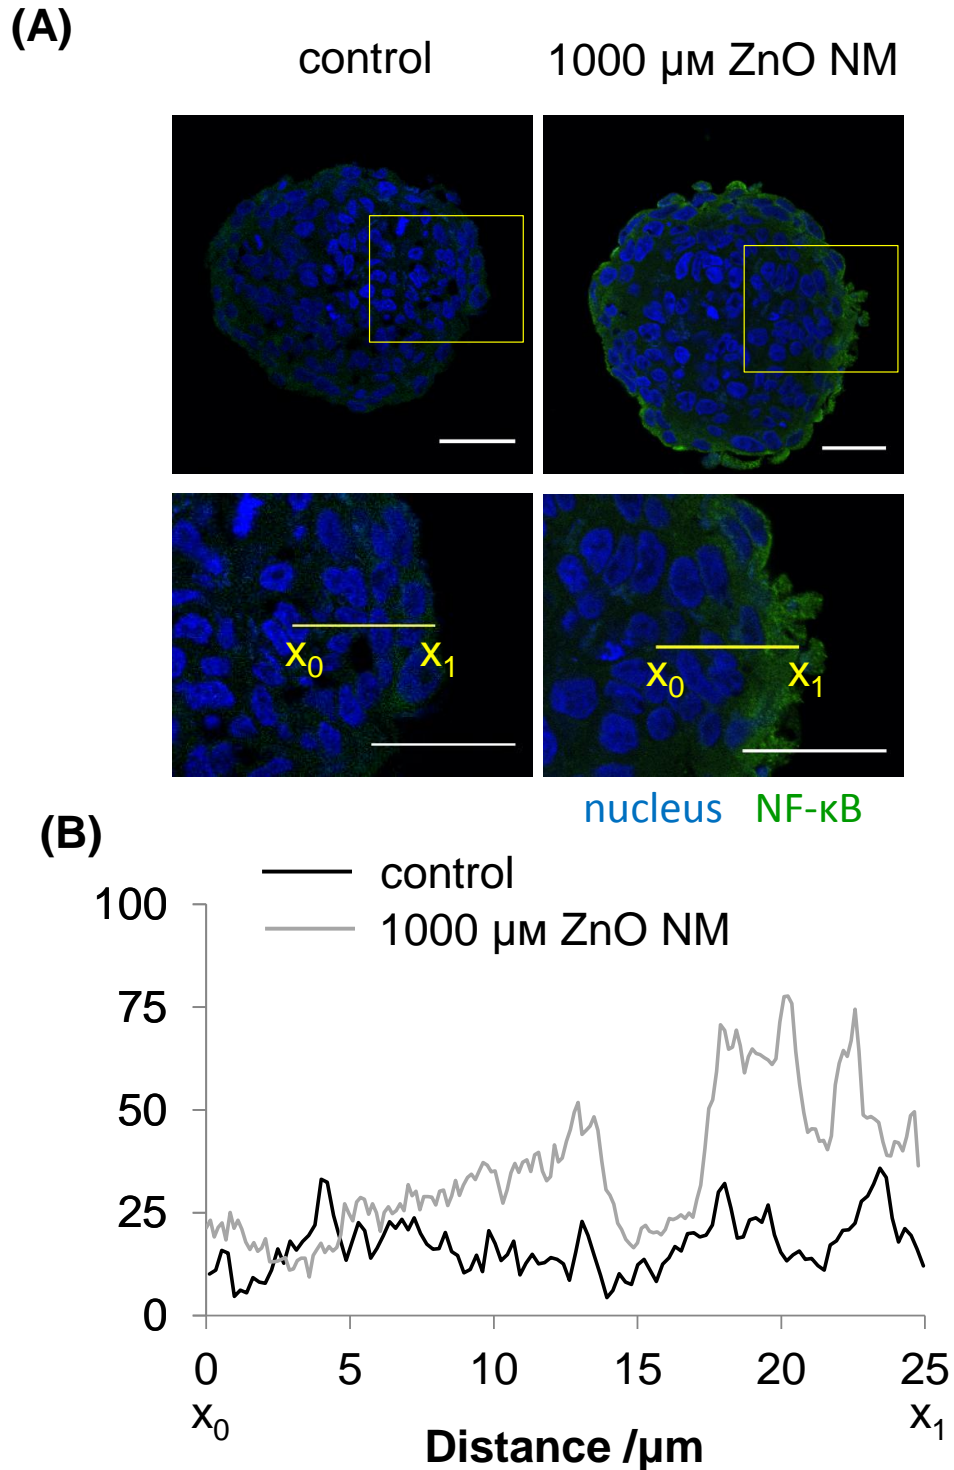 (A)
control
1000 µм ZnO NM
x₀ x₁
x₀ x₁
nucleus NF-κB
(B)
control
1000 µм ZnO NM
100
75
50
25
0
0 5 10 15 20 25
x₀ x₁
Distance /µm